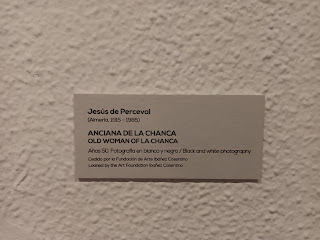 Jesús de Perceval
(Almería, 1915 - 1985)
ANCIANA DE LA CHANCA
OLD WOMAN OF LA CHANCA
Años 50. Fotografía en blanco y negro / Black and white photography
Cedido por la Fundación de Arte Ibáñez Cosentino
Loaned by the Art Foundation Ibáñez Cosentino